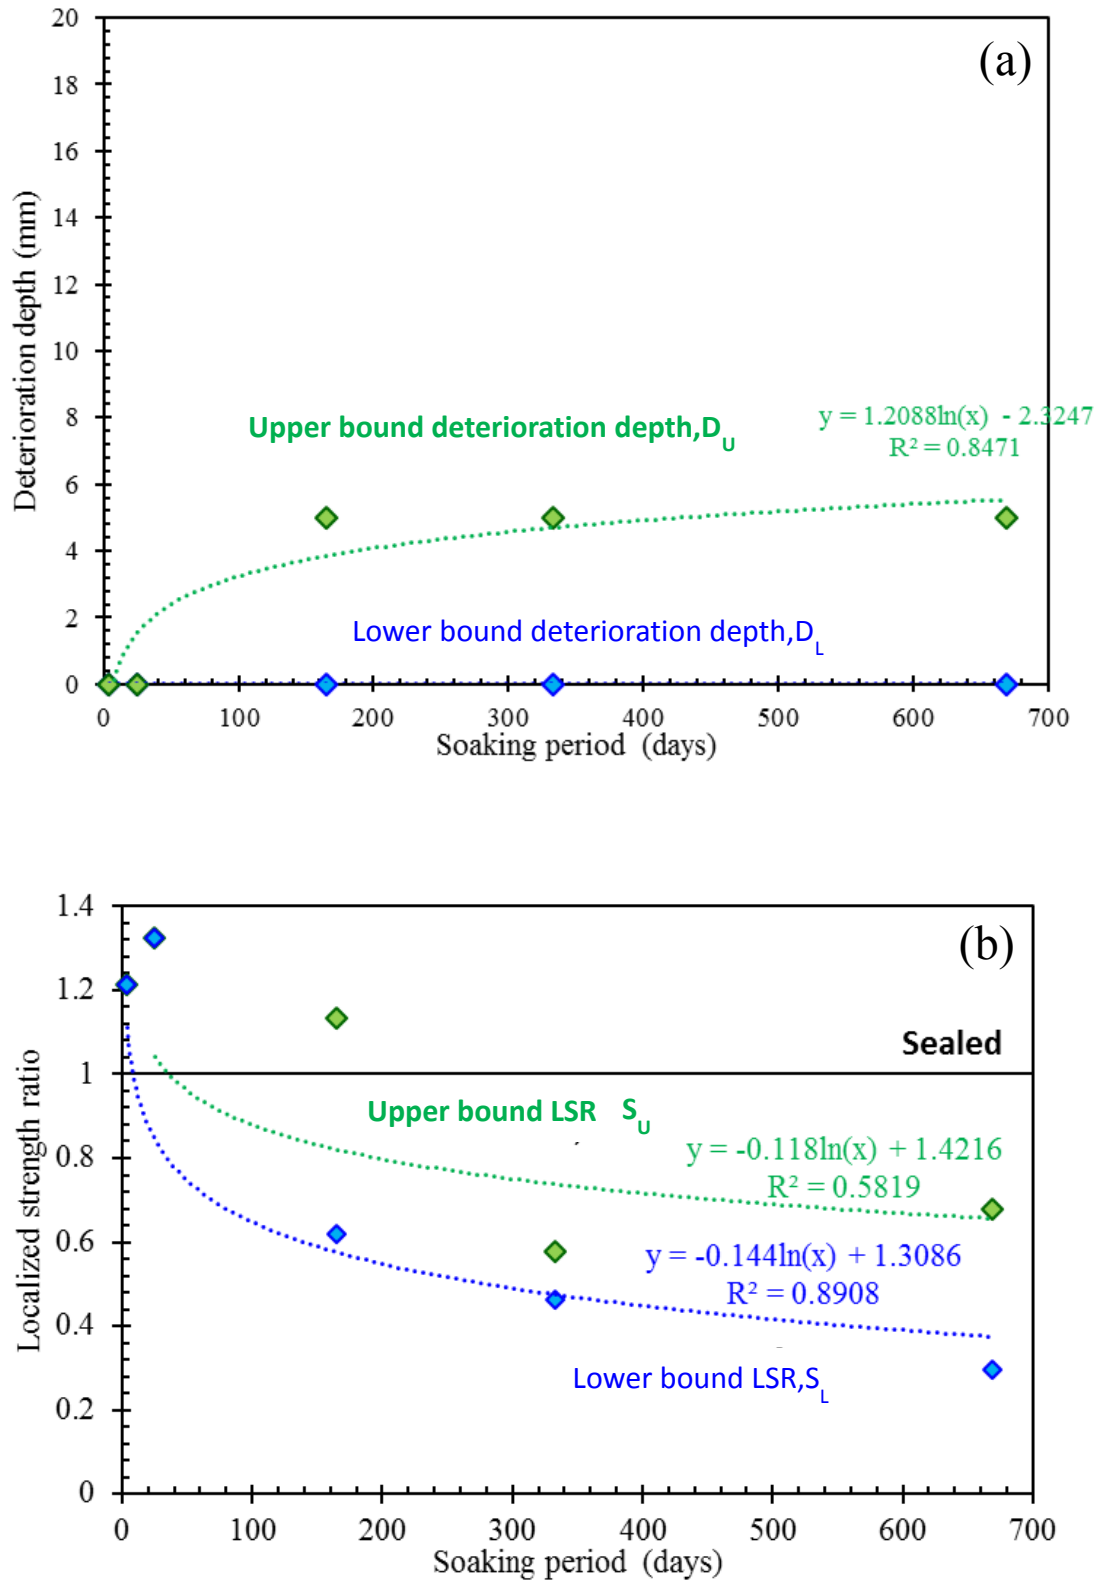 (a)
20
18
16
14
12
10
8
6
4
2
0
Deterioration depth (mm)
y = 1.2088ln(x) - 2.3247
R² = 0.8471
Upper bound deterioration depth,D_U
Lower bound deterioration depth,D_L
0 100 200 300 400 500 600 700
Soaking period (days)
(b)
1.4
1.2
1
0.8
0.6
0.4
0.2
0
Localized strength ratio
Sealed
Upper bound LSR S_U
y = -0.118ln(x) + 1.4216
R² = 0.5819
y = -0.144ln(x) + 1.3086
R² = 0.8908
Lower bound LSR,S_L
0 100 200 300 400 500 600 700
Soaking period (days)